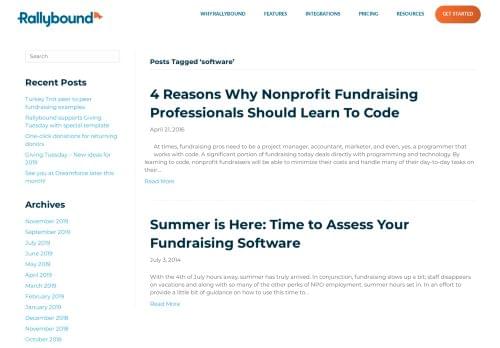 Rallybound
WHY RALLYBOUND
FEATURES
INTEGRATIONS
PRICING
RESOURCES
GET STARTED
Search
Recent Posts
Turkey Trot peer to peer
fundraising examples
Rallybound supports Giving
Tuesday with special template
One-click donations for returning
donors
Giving Tuesday – New ideas for
2019
See you at Dreamforce later this
month!
Archives
November 2019
September 2019
July 2019
June 2019
May 2019
April 2019
March 2019
February 2019
January 2019
December 2018
November 2018
October 2018
Posts Tagged ‘software’
4 Reasons Why Nonprofit Fundraising
Professionals Should Learn To Code
April 21, 2016
At times, fundraising pros need to be a project manager, accountant, marketer, and even, yes, a programmer that
works with code. A significant portion of fundraising today deals directly with programming and technology. By
learning to code, nonprofit fundraisers will be able to minimize their costs and handle many of their day-to-day tasks on
their...
Read More
Summer is Here: Time to Assess Your
Fundraising Software
July 3, 2014
With the 4th of July hours away, summer has truly arrived. In conjunction, fundraising slows up a bit; staff disappears
on vacations and along with so many of the other perks of NPO employment, summer hours set in. In an effort to
provide a little bit of guidance on how to use this time to...
Read More